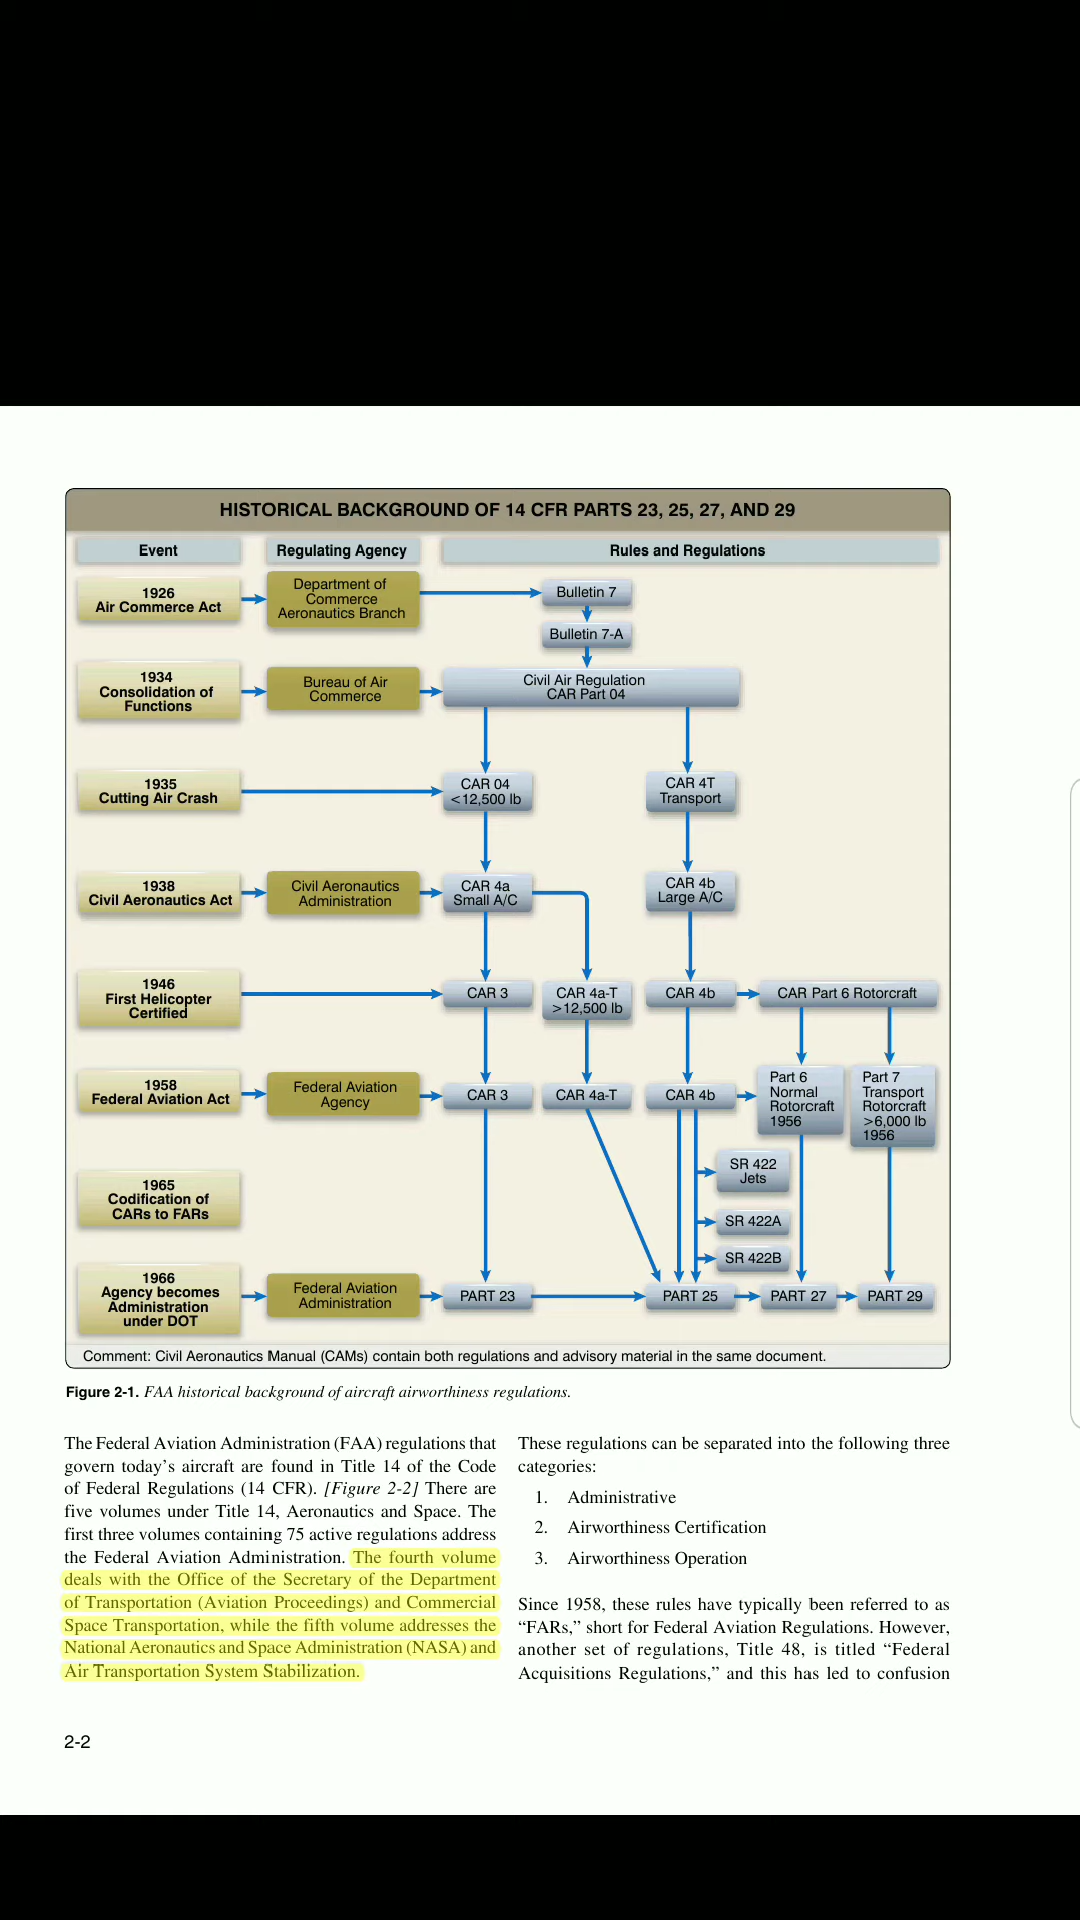 HISTORICAL BACKGROUND OF 14 CFR PARTS 23, 25, 27, AND 29
Event
Regulating Agency
Rules and Regulations
1926
Air Commerce Act
Department of
Commerce
Aeronautics Branch
Bulletin 7
Bulletin 7-A
1934
Consolidation of
Functions
Bureau of Air
Commerce
Civil Air Regulation
CAR Part 04
1935
Cutting Air Crash
CAR 04
<12,500 lb
CAR 4T
Transport
1938
Civil Aeronautics Act
Civil Aeronautics
Administration
CAR 4a
Small A/C
CAR 4b
Large A/C
1946
First Helicopter
Certified
CAR 3
CAR 4a-T
>12,500 lb
CAR 4b
CAR Part 6 Rotorcraft
1958
Federal Aviation Act
Federal Aviation
Agency
CAR 3
CAR 4a-T
CAR 4b
Part 6
Normal
Rotorcraft
1956
Part 7
Transport
Rotorcraft
>6,000 lb
1956
SR 422
Jets
1965
Codification of
CARs to FARs
SR 422A
SR 422B
1966
Agency becomes
Administration
under DOT
Federal Aviation
Administration
PART 23
PART 25
PART 27
PART 29
Comment: Civil Aeronautics Manual (CAMs) contain both regulations and advisory material in the same document.
Figure 2-1. FAA historical background of aircraft airworthiness regulations.
The Federal Aviation Administration (FAA) regulations that
govern today's aircraft are found in Title 14 of the Code
of Federal Regulations (14 CFR). [Figure 2-2] There are
five volumes under Title 14, Aeronautics and Space. The
first three volumes containing 75 active regulations address
the Federal Aviation Administration. The fourth volume
deals with the Office of the Secretary of the Department
of Transportation (Aviation Proceedings) and Commercial
Space Transportation, while the fifth volume addresses the
National Aeronautics and Space Administration (NASA) and
Air Transportation System Stabilization.
These regulations can be separated into the following three
categories:
1. Administrative
2. Airworthiness Certification
3. Airworthiness Operation
Since 1958, these rules have typically been referred to as
“FARs,” short for Federal Aviation Regulations. However,
another set of regulations, Title 48, is titled “Federal
Acquisitions Regulations,” and this has led to confusion
2-2